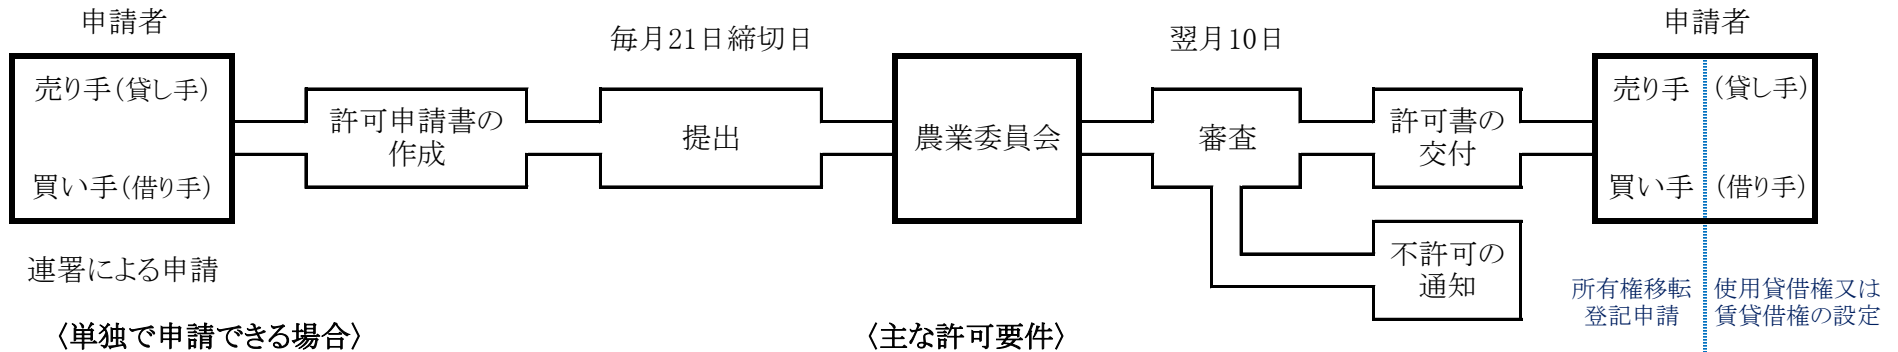 申請者
売り手(貸し手)
買い手(借り手)
連署による申請
許可申請書の
作成
毎月21日締切日
提出
農業委員会
翌月10日
審査
許可書の
交付
不許可の
通知
申請者
売り手 (貸し手)
買い手 (借り手)
所有権移転
登記申請
使用貸借権又は
賃貸借権の設定
〈単独で申請できる場合〉
〈主な許可要件〉